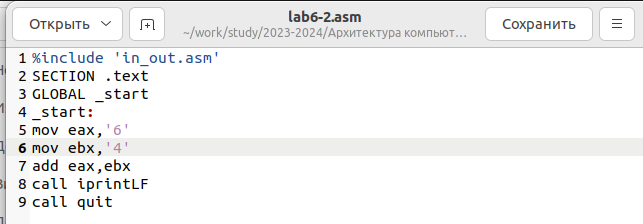 Открыть
lab6-2.asm
~/work/study/2023-2024/Архитектура компьют…
Сохранить
1 %include 'in_out.asm'
2 SECTION .text
3 GLOBAL _start
4 _start:
5 mov eax,'6'
6 mov ebx,'4'
7 add eax,ebx
8 call iprintLF
9 call quit